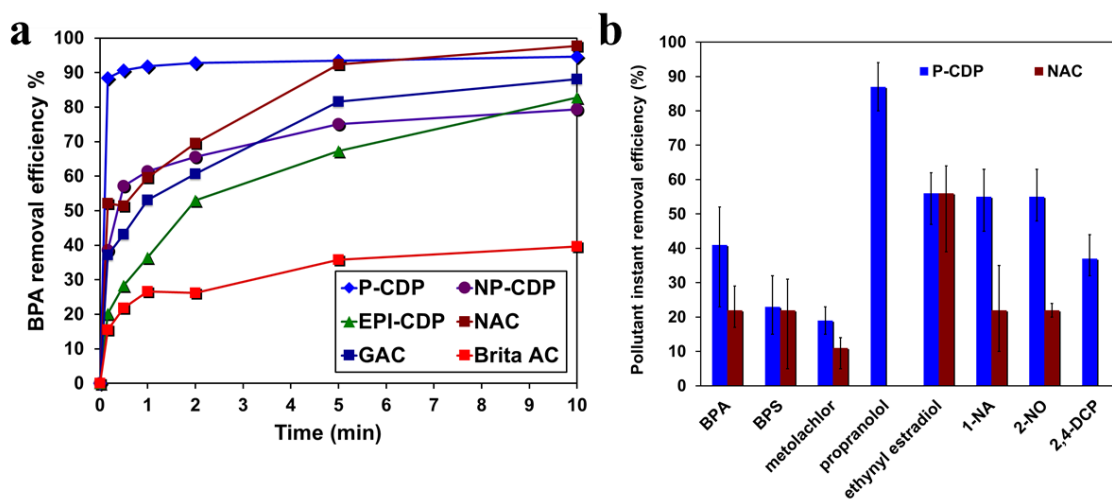 a
BPA removal efficiency %
100
90
80
70
60
50
40
30
20
10
0
0 1 2 3 4 5 6 7 8 9 10
Time (min)
P-CDP NP-CDP
EPI-CDP NAC
GAC Brita AC
b
Pollutant instant removal efficiency (%)
100
90
80
70
60
50
40
30
20
10
0
P-CDP NAC
BPA
BPS
metolachlor
propranolol
ethynyl estradiol
1-NA
2-NO
2,4-DCP